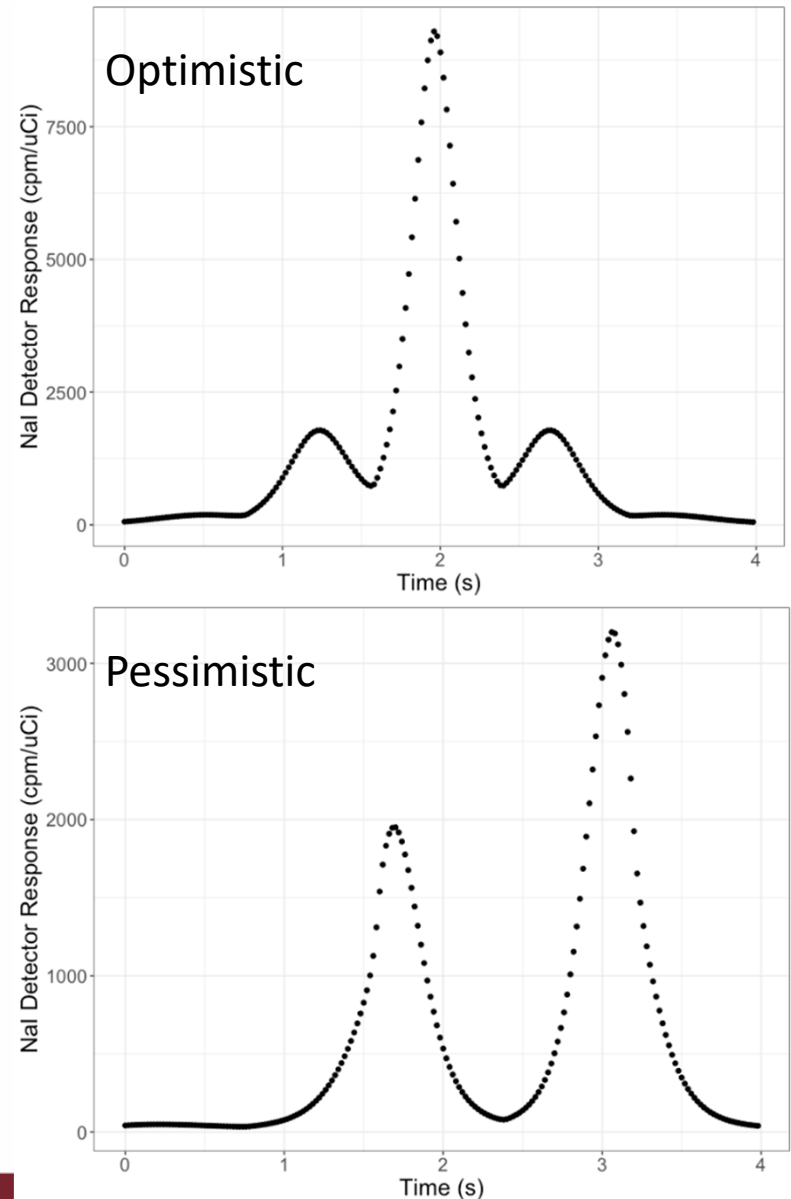 Optimistic
NaI Detector Response (cpm/uCi)
7500
5000
2500
0
0 1 2 3 4
Time (s)
Pessimistic
NaI Detector Response (cpm/uCi)
3000
2000
1000
0
0 1 2 3 4
Time (s)